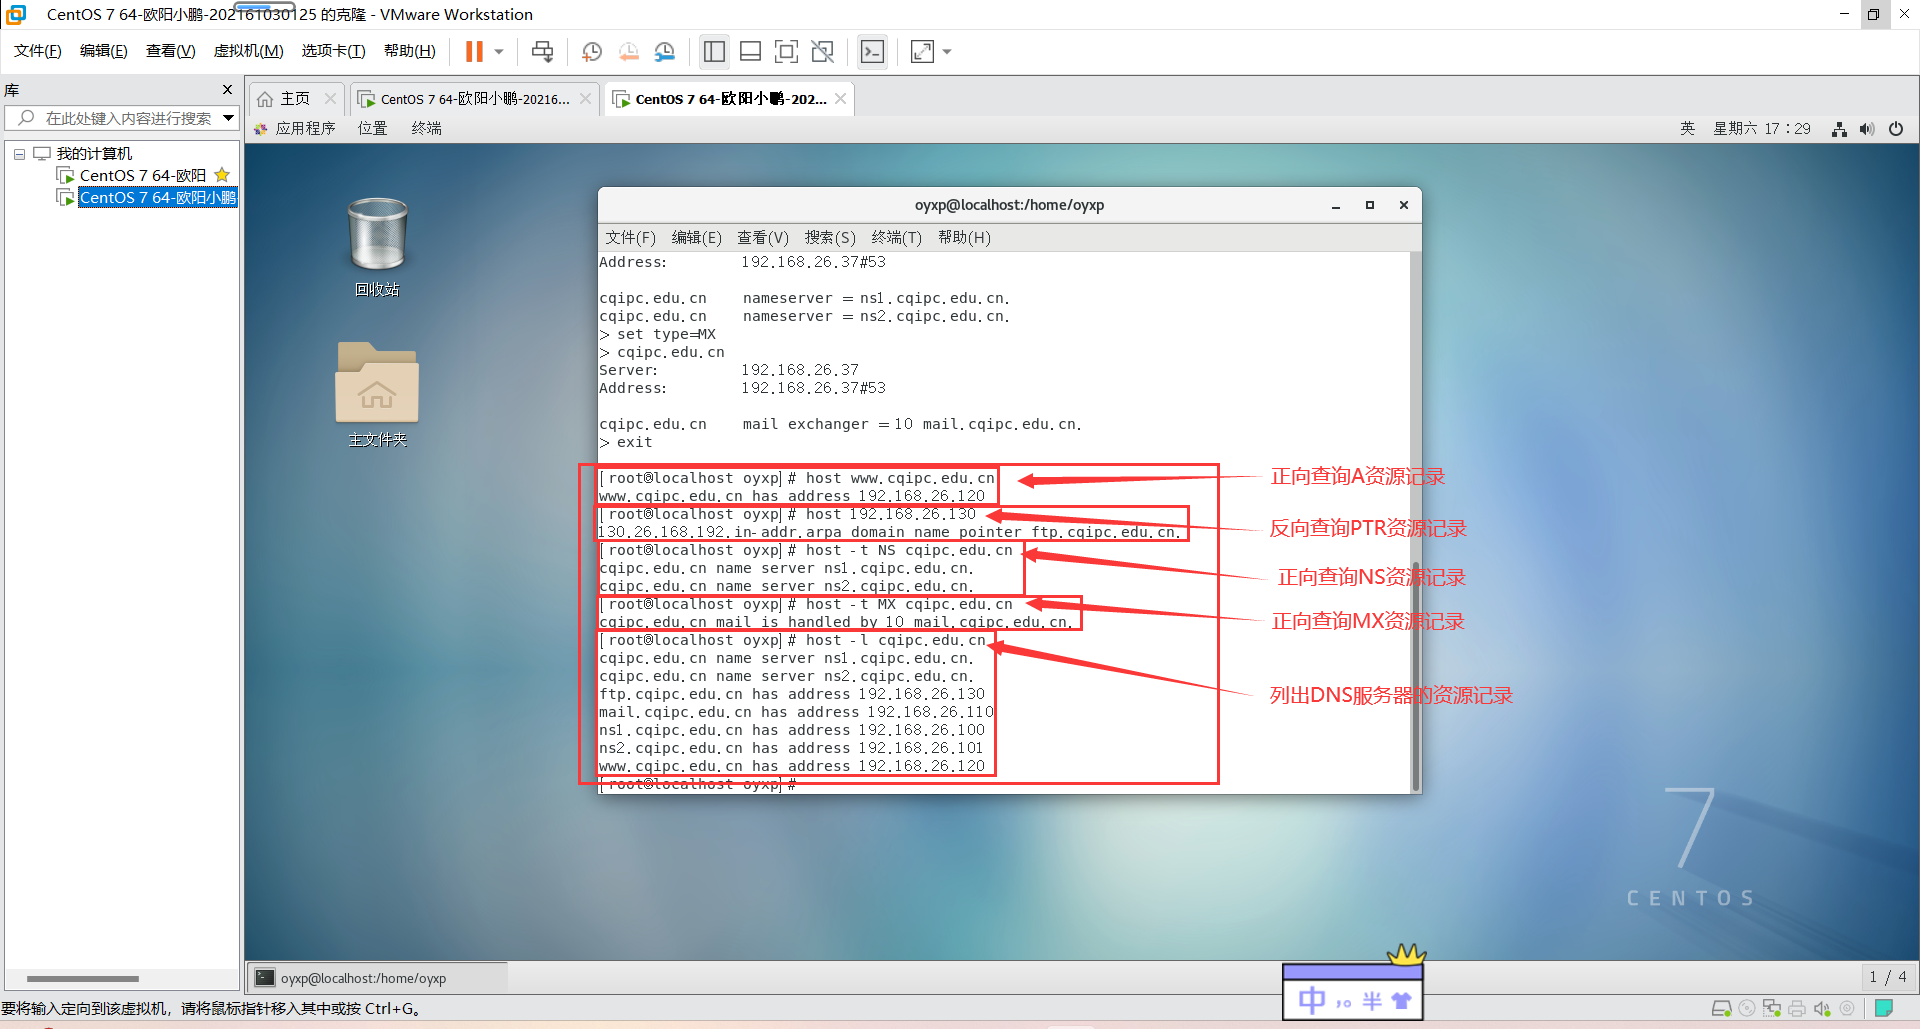 CentOS 7 64-欧阳小鹏-202161030125 的克隆 - VMware Workstation
文件(F) 编辑(E) 查看(V) 虚拟机(M) 选项卡(T) 帮助(H)
库
在此处键入内容进行搜索
我的计算机
CentOS 7 64-欧阳
CentOS 7 64-欧阳小鹏
主页
CentOS 7 64-欧阳小鹏-20216...
CentOS 7 64-欧阳小鹏-202...
应用程序 位置 终端
英 星期六 17:29
回收站
主文件夹
oyxp@localhost:/home/oyxp
文件(F) 编辑(E) 查看(V) 搜索(S) 终端(T) 帮助(H)
Address: 192.168.26.37#53
cqipc.edu.cn nameserver = ns1.cqipc.edu.cn.
cqipc.edu.cn nameserver = ns2.cqipc.edu.cn.
> set type=MX
> cqipc.edu.cn
Server: 192.168.26.37
Address: 192.168.26.37#53
cqipc.edu.cn mail exchanger = 10 mail.cqipc.edu.cn.
> exit
[root@localhost oyxp]# host www.cqipc.edu.cn
www.cqipc.edu.cn has address 192.168.26.120
[root@localhost oyxp]# host 192.168.26.130
130.26.168.192.in-addr.arpa domain name pointer ftp.cqipc.edu.cn.
[root@localhost oyxp]# host -t NS cqipc.edu.cn
cqipc.edu.cn name server ns1.cqipc.edu.cn.
cqipc.edu.cn name server ns2.cqipc.edu.cn.
[root@localhost oyxp]# host -t MX cqipc.edu.cn
cqipc.edu.cn mail is handled by 10 mail.cqipc.edu.cn.
[root@localhost oyxp]# host -l cqipc.edu.cn
cqipc.edu.cn name server ns1.cqipc.edu.cn.
cqipc.edu.cn name server ns2.cqipc.edu.cn.
ftp.cqipc.edu.cn has address 192.168.26.130
mail.cqipc.edu.cn has address 192.168.26.110
ns1.cqipc.edu.cn has address 192.168.26.100
ns2.cqipc.edu.cn has address 192.168.26.101
www.cqipc.edu.cn has address 192.168.26.120
[root@localhost oyxp]#
正向查询A资源记录
反向查询PTR资源记录
正向查询NS资源记录
正向查询MX资源记录
列出DNS服务器的资源记录
7
CENTOS
oyxp@localhost:/home/oyxp
1 / 4
中 ,。半
要将输入定向到该虚拟机，请将鼠标指针移入其中或按 Ctrl+G。